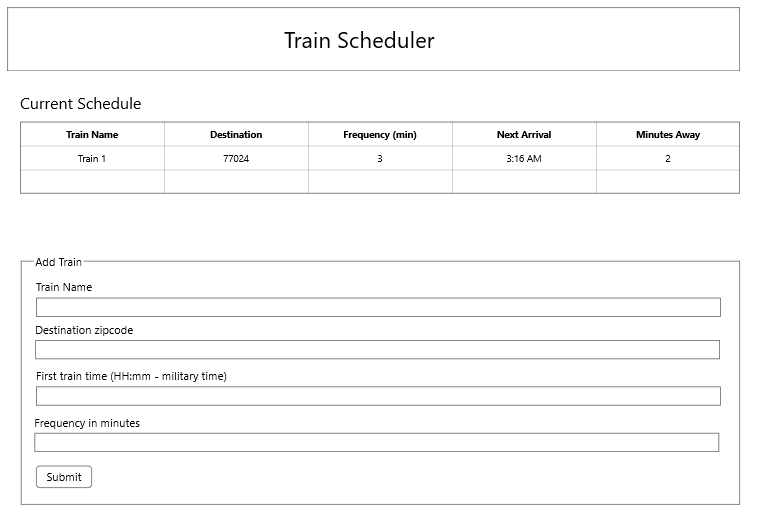 Train Scheduler
Current Schedule
Train Name Destination Frequency (min) Next Arrival Minutes Away
Train 1 77024 3 3:16 AM 2
Add Train
Train Name
Destination zipcode
First train time (HH:mm - military time)
Frequency in minutes
Submit